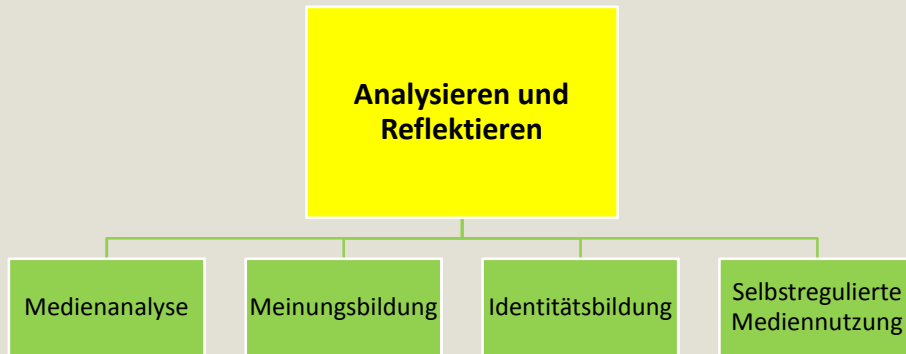 Analysieren und
Reflektieren
Medienanalyse
Meinungsbildung
Identitätsbildung
Selbstregulierte
Mediennutzung